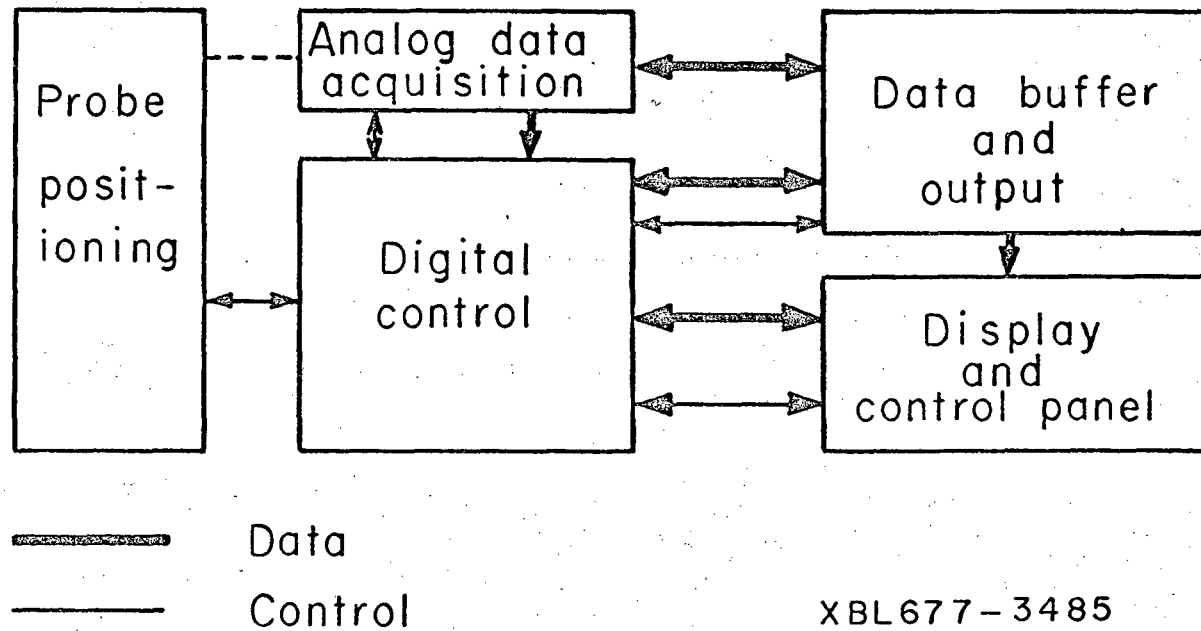 Probe
posit-
ioning
Analog data
acquisition
Digital
control
Data buffer
and
output
Display
and
control panel
Data
Control
XBL677-3485